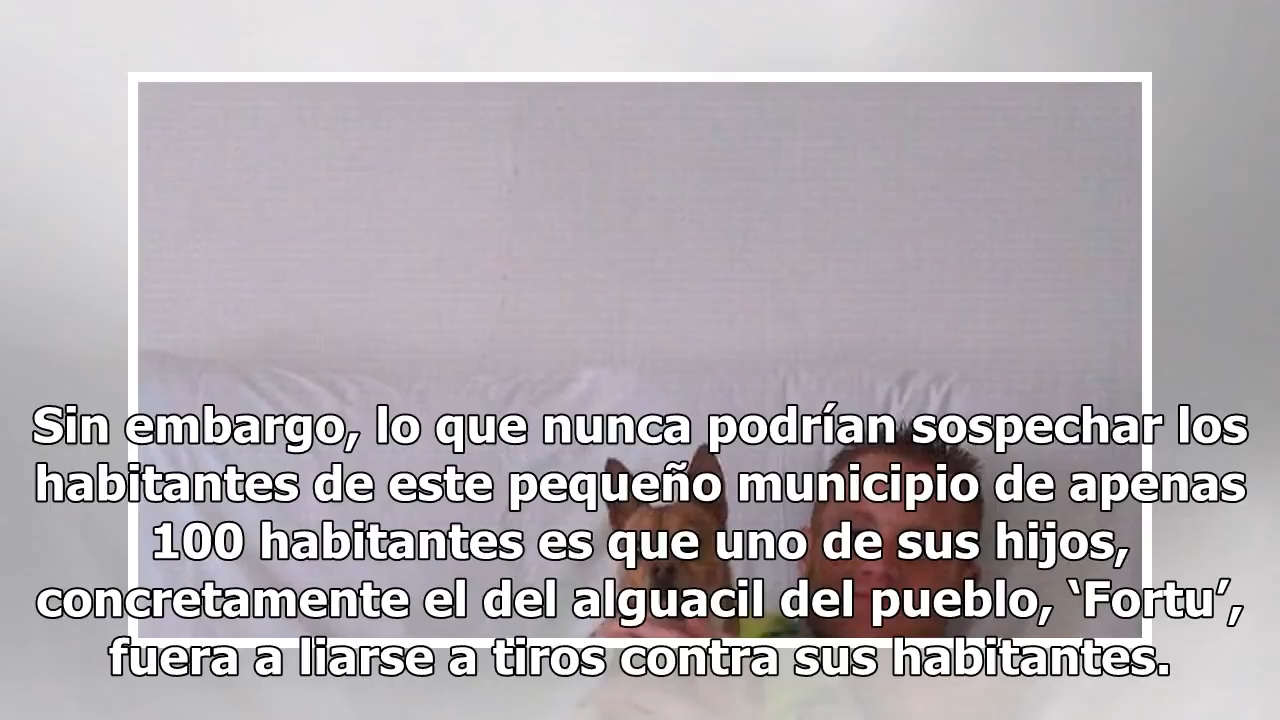 Sin embargo, lo que nunca podrían sospechar los
habitantes de este pequeño municipio de apenas
100 habitantes es que uno de sus hijos,
concretamente el del alguacil del pueblo, ‘Fortu’,
fuera a liarse a tiros contra sus habitantes.